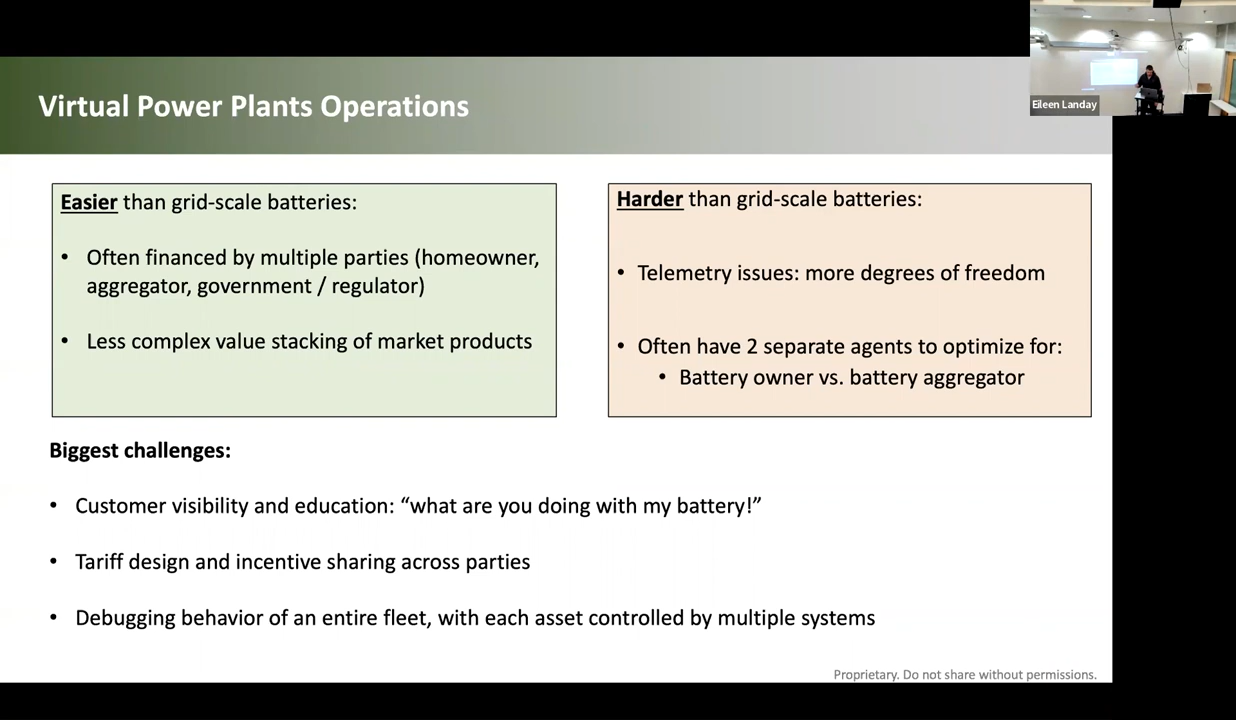 Virtual Power Plants Operations
Eileen Landay
Easier than grid-scale batteries:
• Often financed by multiple parties (homeowner,
aggregator, government / regulator)
• Less complex value stacking of market products
Harder than grid-scale batteries:
• Telemetry issues: more degrees of freedom
• Often have 2 separate agents to optimize for:
• Battery owner vs. battery aggregator
Biggest challenges:
• Customer visibility and education: “what are you doing with my battery!”
• Tariff design and incentive sharing across parties
• Debugging behavior of an entire fleet, with each asset controlled by multiple systems
Proprietary. Do not share without permissions.